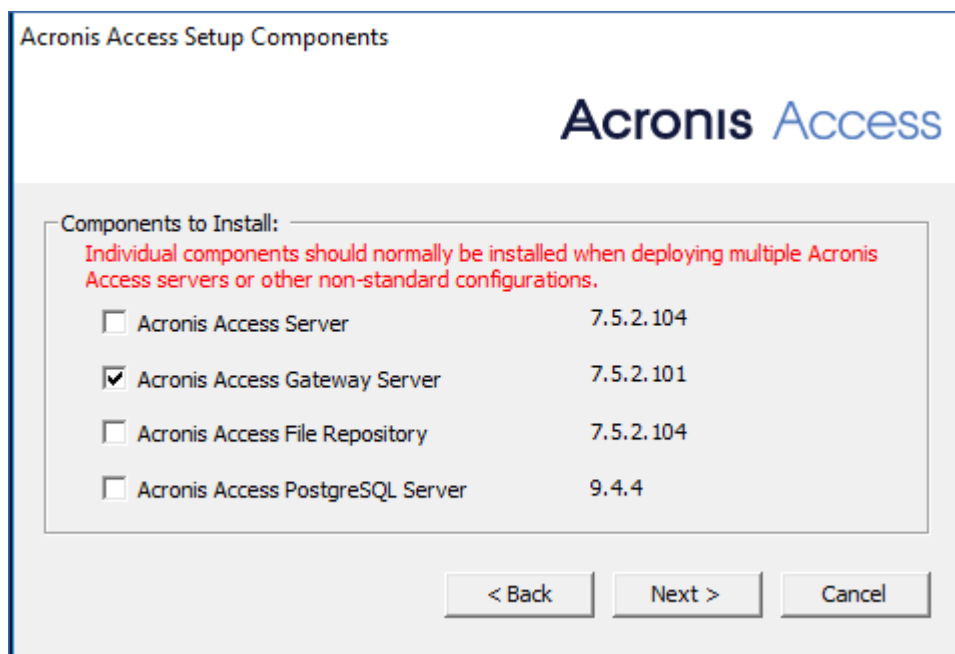 Acronis Access Setup Components
Acronis Access
Components to Install:
Individual components should normally be installed when deploying multiple Acronis
Access servers or other non-standard configurations.
Acronis Access Server 7.5.2.104
Acronis Access Gateway Server 7.5.2.101
Acronis Access File Repository 7.5.2.104
Acronis Access PostgreSQL Server 9.4.4
< Back Next > Cancel